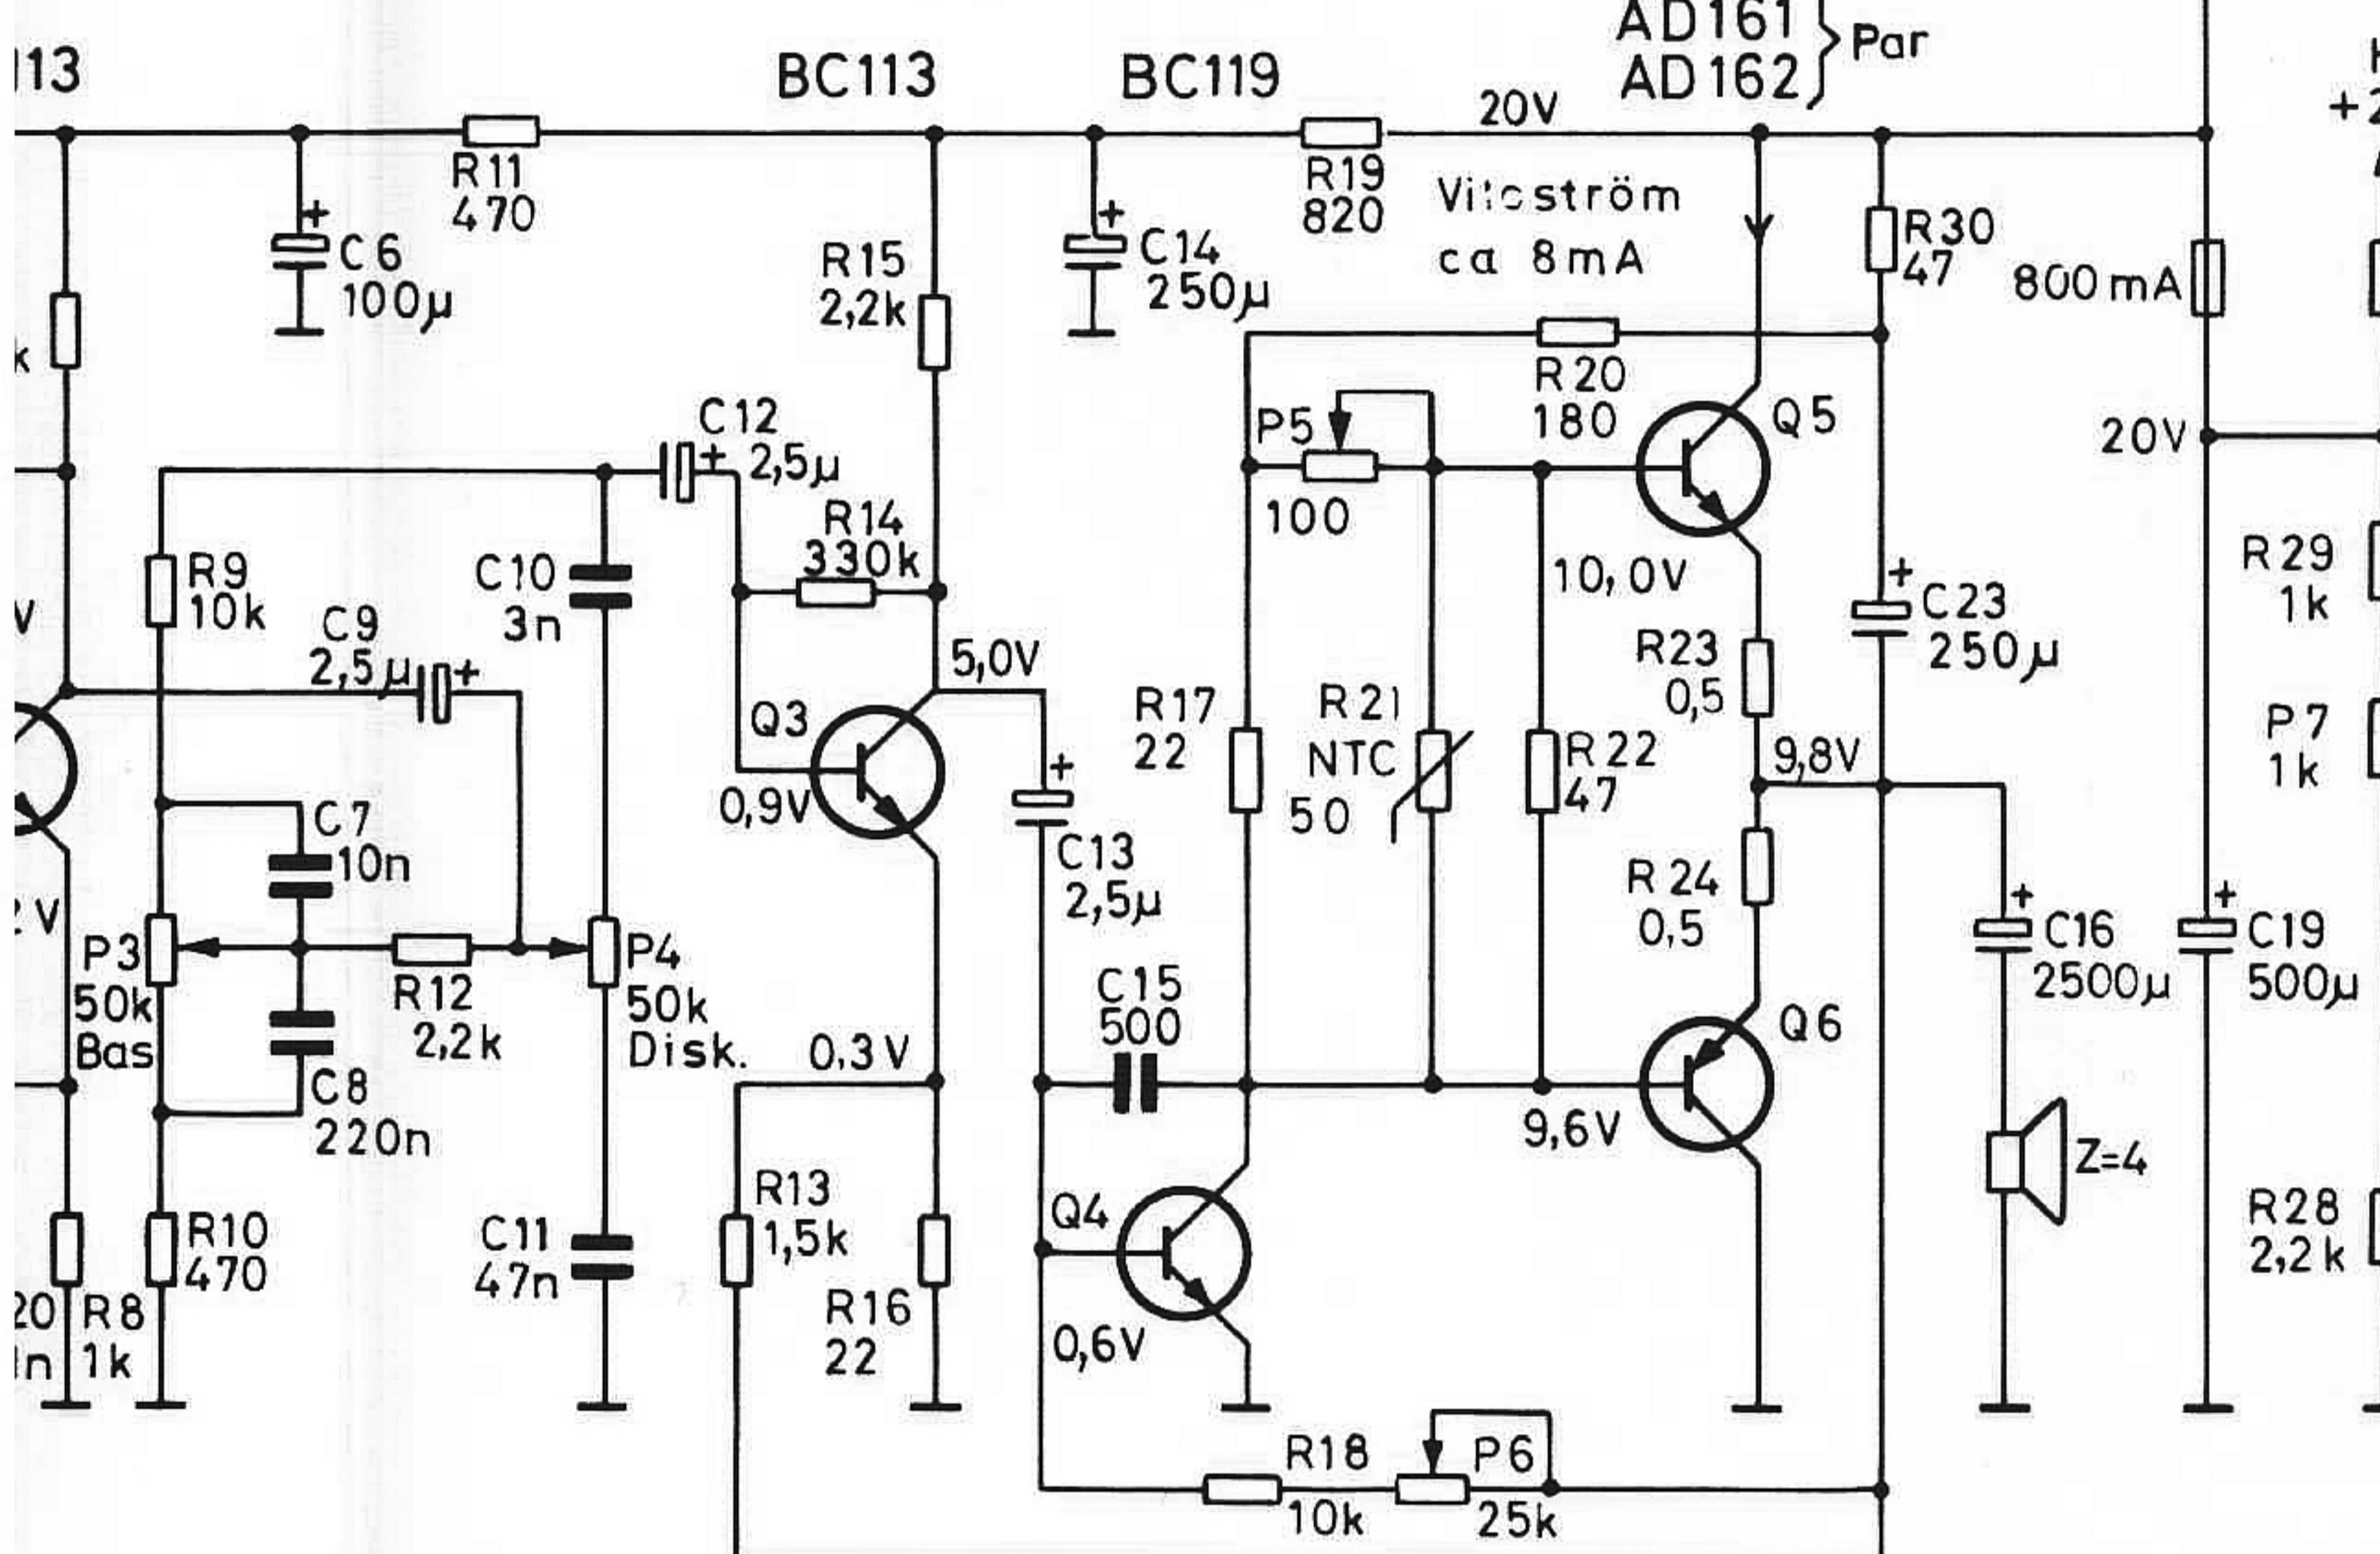 AD161
AD162
Par
113
BC113
BC119
20V
R11
470
R19
820
ca 8mA
R30
47
800mA
C6
100µ
R15
2,2k
C14
250µ
k
R20
180
Q5
P5
100
20V
C12
2,5µ
R14
330k
R9
10k
C10
3n
10,0V
C23
250µ
R29
1k
V
C9
2,5µ
5,0V
R23
0,5
Q3
R17
22
R21
NTC
50
R22
47
9,8V
P7
1k
0,9V
C7
10n
C13
2,5µ
R24
0,5
V
P3
50k
Bas
R12
2,2k
P4
50k
Disk.
C15
500
C16
2500µ
C19
500µ
0,3V
Q6
C8
220n
9,6V
Z=4
R13
1,5k
Q4
R28
2,2k
R10
470
C11
47n
20
n
R8
1k
R16
22
0,6V
R18
10k
P6
25k